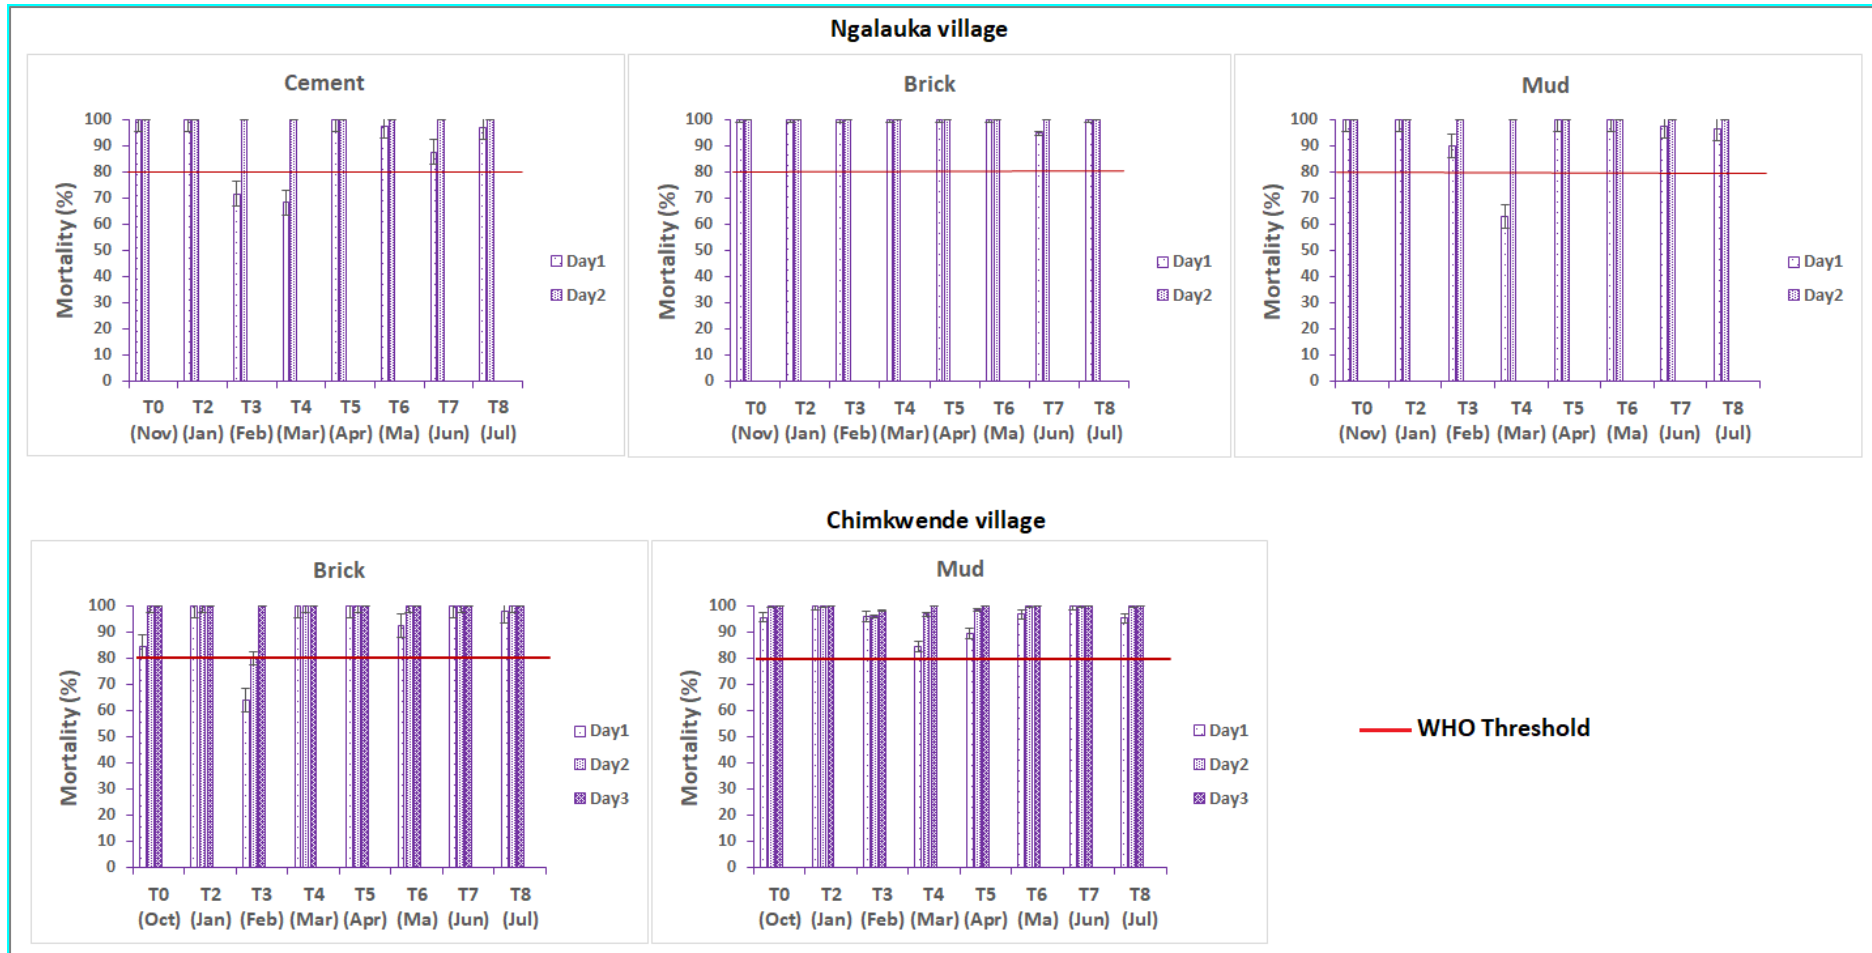 Ngalauka village
Cement
100
90
80
70
60
50
40
30
20
10
0
Mortality (%)
T0 T2 T3 T4 T5 T6 T7 T8
(Nov) (Jan) (Feb) (Mar) (Apr) (Ma) (Jun) (Jul)
Day1
Day2
Brick
100
90
80
70
60
50
40
30
20
10
0
Mortality (%)
T0 T2 T3 T4 T5 T6 T7 T8
(Nov) (Jan) (Feb) (Mar) (Apr) (Ma) (Jun) (Jul)
Day1
Day2
Mud
100
90
80
70
60
50
40
30
20
10
0
Mortality (%)
T0 T2 T3 T4 T5 T6 T7 T8
(Nov) (Jan) (Feb) (Mar) (Apr) (Ma) (Jun) (Jul)
Day1
Day2
Chimkwende village
Brick
100
90
80
70
60
50
40
30
20
10
0
Mortality (%)
T0 T2 T3 T4 T5 T6 T7 T8
(Oct) (Jan) (Feb) (Mar) (Apr) (Ma) (Jun) (Jul)
Day1
Day2
Day3
Mud
100
90
80
70
60
50
40
30
20
10
0
Mortality (%)
T0 T2 T3 T4 T5 T6 T7 T8
(Oct) (Jan) (Feb) (Mar) (Apr) (Ma) (Jun) (Jul)
Day1
Day2
Day3
WHO Threshold